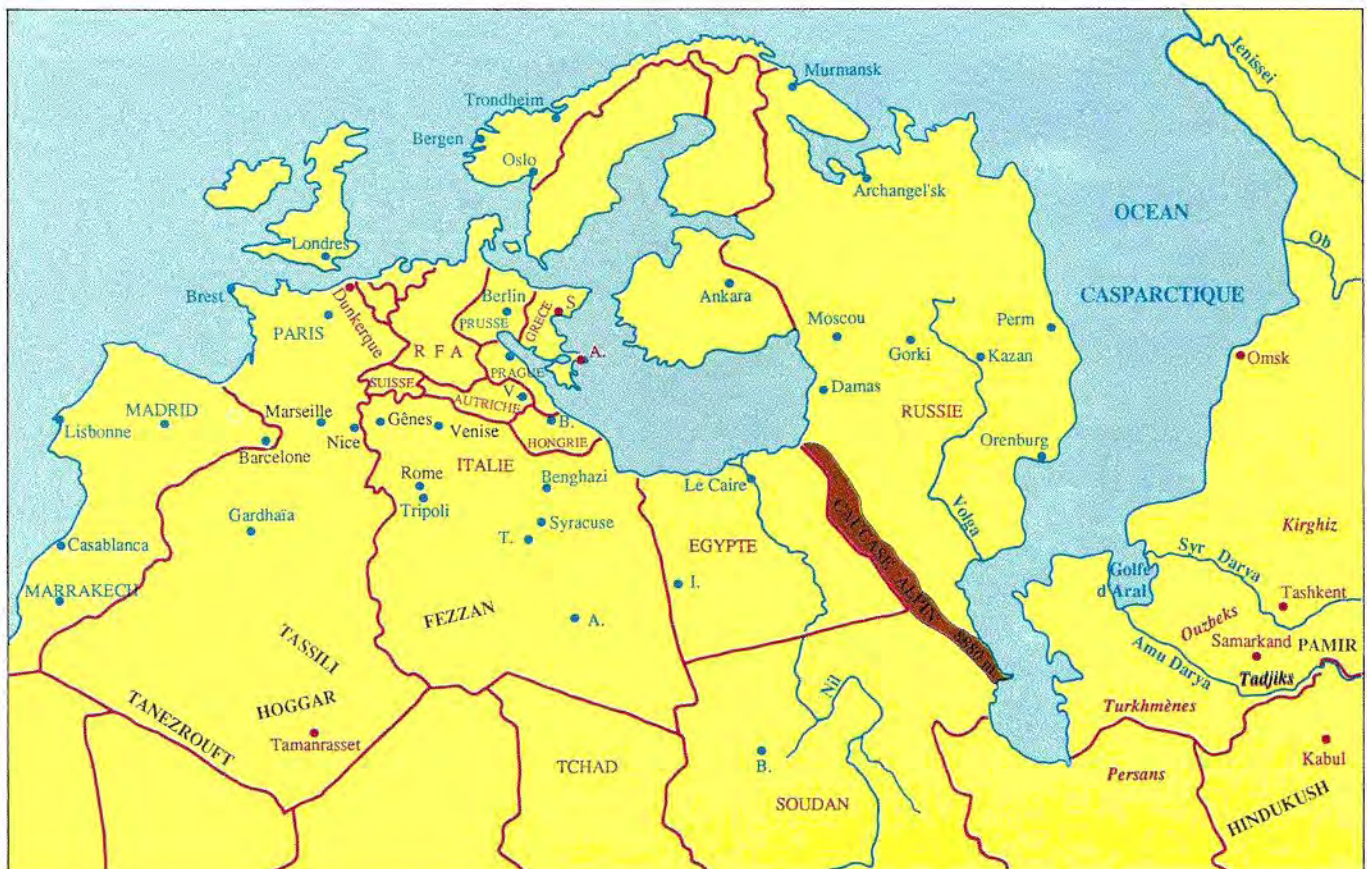 Ienissei
Murmansk
Trondheim
Bergen
Oslo
Archangel'sk
OCEAN
CASPARCTIQUE
Ob
Londres
Brest
Dunkerque
PARIS
Berlin
PRUSSE
GRECE
S.
A.
Ankara
Moscou
Gorki
Perm
Kazan
Omsk
R F A
PRAGUE
SUISSE
AUTRICHE
V.
Damas
RUSSIE
MADRID
Lisbonne
Marseille
Nice
Gênes
Venise
B.
HONGRIE
Barcelone
ITALIE
Orenburg
Rome
Tripoli
Benghazi
Le Caire
Volga
Gardhaïa
Syracuse
T.
EGYPTE
CAUCASE ALPIN 8880 m
Kirghiz
Casablanca
Syr Darya
Golfe
d'Aral
MARRAKECH
I.
Tashkent
FEZZAN
A.
Ouzbeks
Samarkand
PAMIR
TASSILI
Amu Darya
Tadjiks
HOGGAR
TANEZROUFT
Nil
Turkhmènes
Tamanrasset
TCHAD
B.
SOUDAN
Persans
Kabul
HINDUKUSH